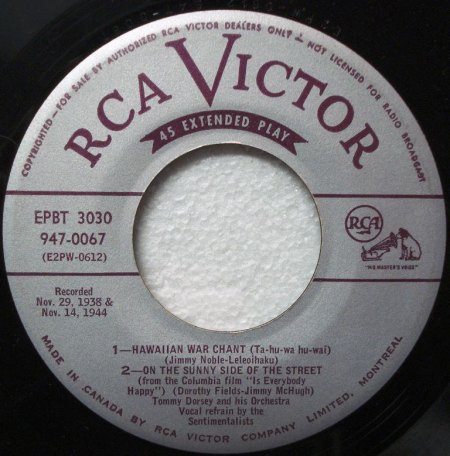 COPYRIGHTED—FOR SALE BY AUTHORIZED RCA VICTOR DEALERS ONLY • NOT LICENSED FOR RADIO BROADCAST
RCA VICTOR
45 EXTENDED PLAY
EPBT 3030
947-0067
(E2PW-0612)
RCA
"HIS MASTER'S VOICE"
Recorded
Nov. 29, 1938 &
Nov. 14, 1944
1—HAWAIIAN WAR CHANT (Ta-hu-wa hu-wai)
(Jimmy Noble-Leleoihaku)
2—ON THE SUNNY SIDE OF THE STREET
(from the Columbia film "Is Everybody
Happy") (Dorothy Fields-Jimmy McHugh)
Tommy Dorsey and his Orchestra
Vocal refrain by the
Sentimentalists
MADE IN CANADA BY RCA VICTOR COMPANY LIMITED, MONTREAL